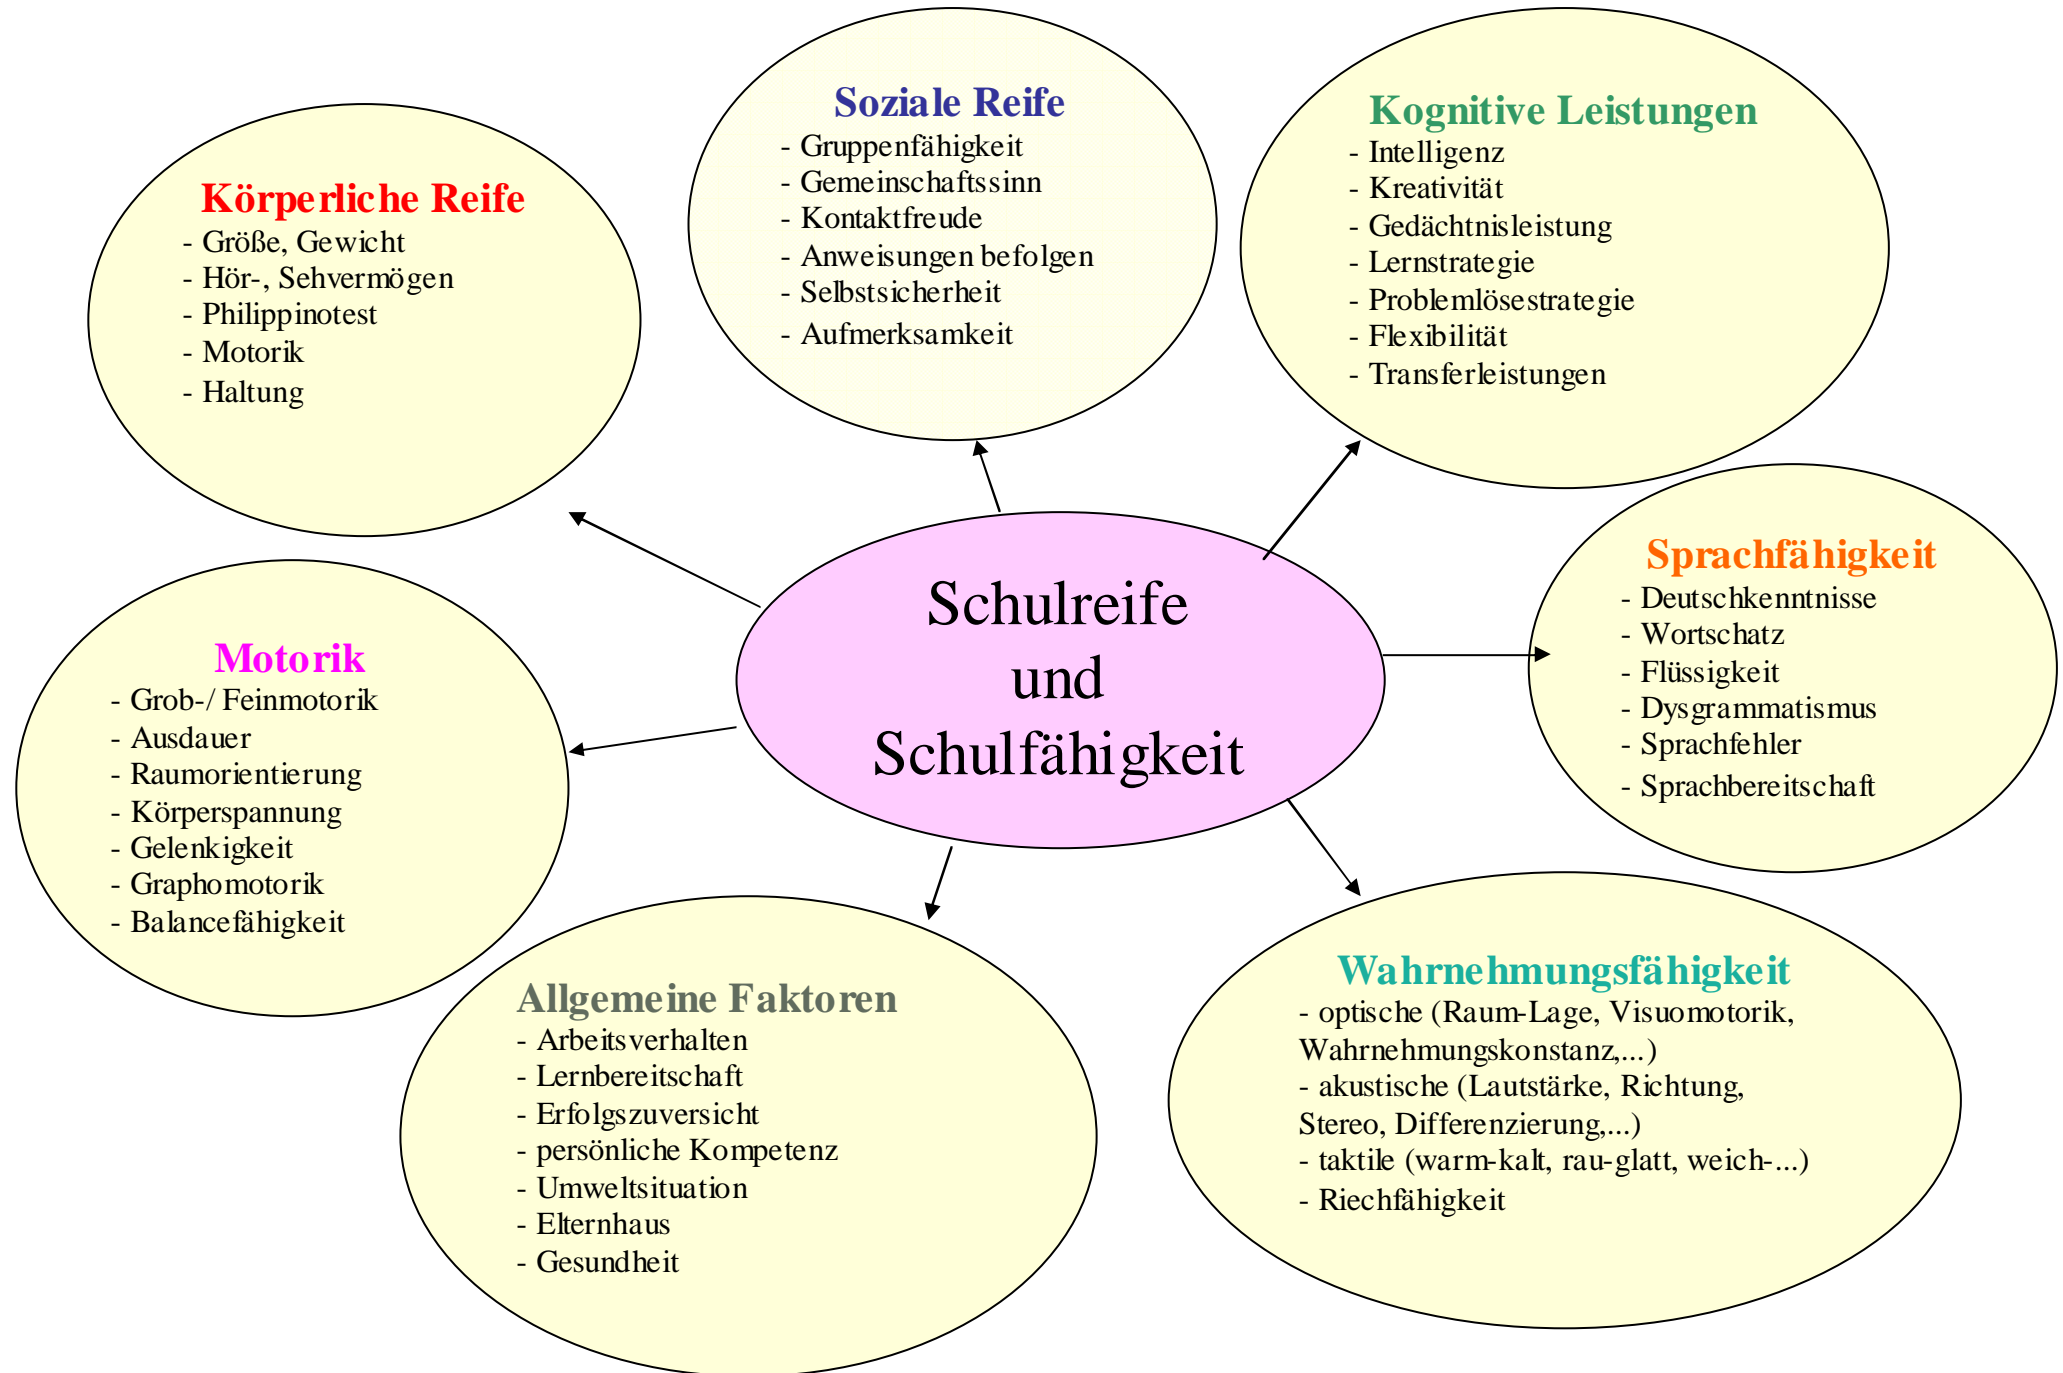 Soziale Reife
- Gruppenfähigkeit
- Gemeinschaftssinn
- Kontaktfreude
- Anweisungen befolgen
- Selbstsicherheit
- Aufmerksamkeit
Kognitive Leistungen
- Intelligenz
- Kreativität
- Gedächtnisleistung
- Lernstrategie
- Problemlösestrategie
- Flexibilität
- Transferleistungen
Körperliche Reife
- Größe, Gewicht
- Hör-, Sehvermögen
- Philippinotest
- Motorik
- Haltung
Schulreife
und
Schulfähigkeit
Sprachfähigkeit
- Deutschkenntnisse
- Wortschatz
- Flüssigkeit
- Dysgrammatismus
- Sprachfehler
- Sprachbereitschaft
Motorik
- Grob-/ Feinmotorik
- Ausdauer
- Raumorientierung
- Körperspannung
- Gelenkigkeit
- Graphomotorik
- Balancefähigkeit
Allgemeine Faktoren
- Arbeitsverhalten
- Lernbereitschaft
- Erfolgszuversicht
- persönliche Kompetenz
- Umweltsituation
- Elternhaus
- Gesundheit
Wahrnehmungsfähigkeit
- optische (Raum-Lage, Visuomotorik,
Wahrnehmungskonstanz,...)
- akustische (Lautstärke, Richtung,
Stereo, Differenzierung,...)
- taktile (warm-kalt, rau-glatt, weich-...)
- Riechfähigkeit